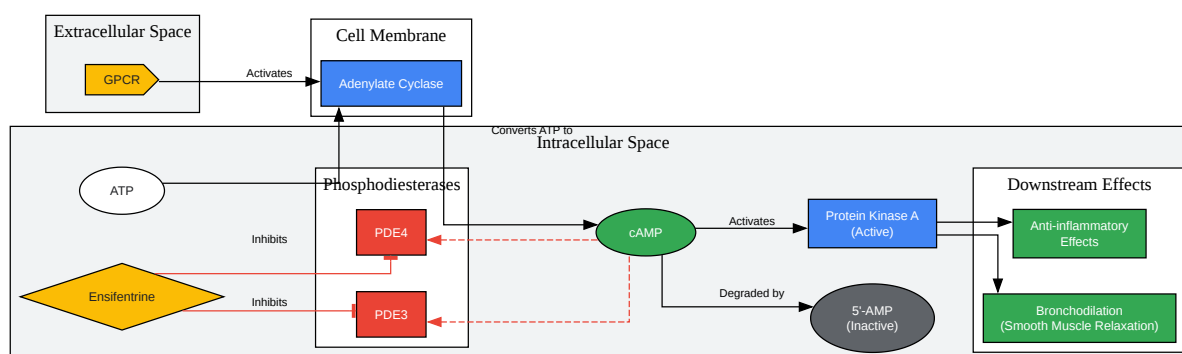 Extracellular Space
GPCR
Activates
Cell Membrane
Adenylate Cyclase
Converts ATP to
Intracellular Space
ATP
Phosphodiesterases
PDE4
PDE3
Inhibits
Inhibits
Ensifentrine
cAMP
Activates
Protein Kinase A
(Active)
Degraded by
5'-AMP
(Inactive)
Downstream Effects
Anti-inflammatory
Effects
Bronchodilation
(Smooth Muscle Relaxation)